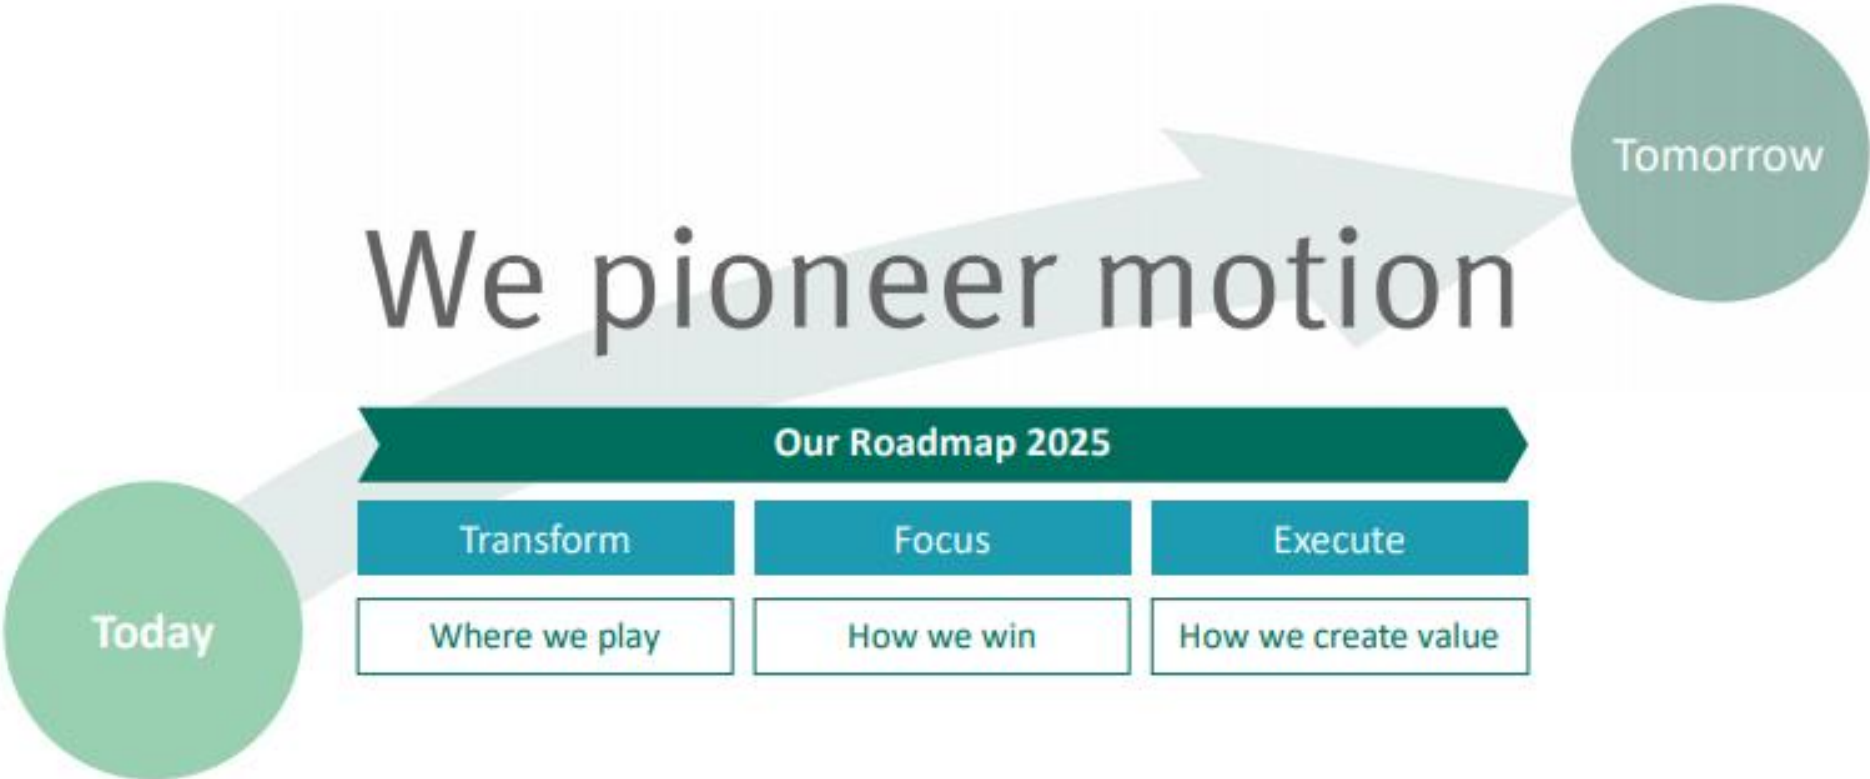 Tomorrow
We pioneer motion
Our Roadmap 2025
Transform
Focus
Execute
Today
Where we play
How we win
How we create value